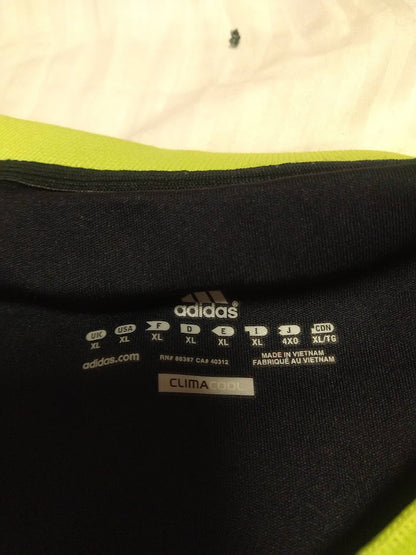 adidas®
UK USA F D E I J CDN
XL XL XL XL XL XL 4XO XL/TG
adidas.com RN# 88387 CA# 40312 MADE IN VIETNAM
FABRIQUÉ AU VIETNAM
CLIMACOOL